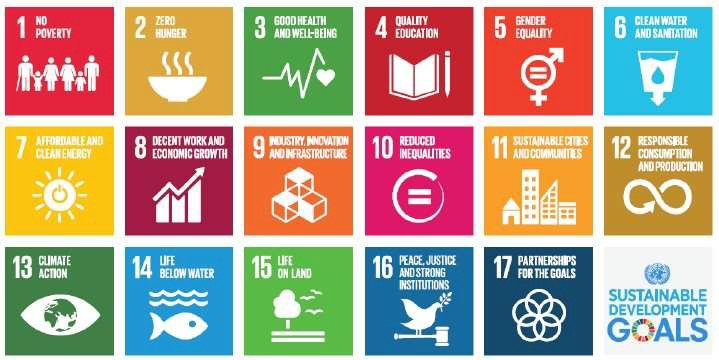 1 NO
POVERTY
2 ZERO
HUNGER
3 GOOD HEALTH
AND WELL-BEING
4 QUALITY
EDUCATION
5 GENDER
EQUALITY
6 CLEAN WATER
AND SANITATION
7 AFFORDABLE AND
CLEAN ENERGY
8 DECENT WORK AND
ECONOMIC GROWTH
9 INDUSTRY, INNOVATION
AND INFRASTRUCTURE
10 REDUCED
INEQUALITIES
11 SUSTAINABLE CITIES
AND COMMUNITIES
12 RESPONSIBLE
CONSUMPTION
AND PRODUCTION
13 CLIMATE
ACTION
14 LIFE
BELOW WATER
15 LIFE
ON LAND
16 PEACE, JUSTICE
AND STRONG
INSTITUTIONS
17 PARTNERSHIPS
FOR THE GOALS
SUSTAINABLE
DEVELOPMENT
GOALS